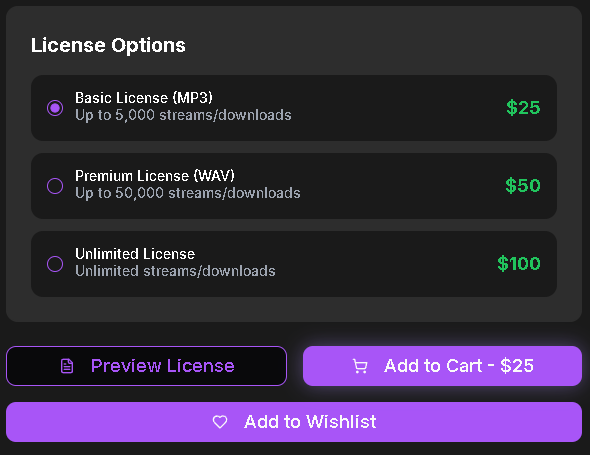 License Options
Basic License (MP3)
$25
Up to 5,000 streams/downloads
Premium License (WAV)
$50
Up to 50,000 streams/downloads
Unlimited License
$100
Unlimited streams/downloads
Preview License
Add to Cart - $25
Add to Wishlist